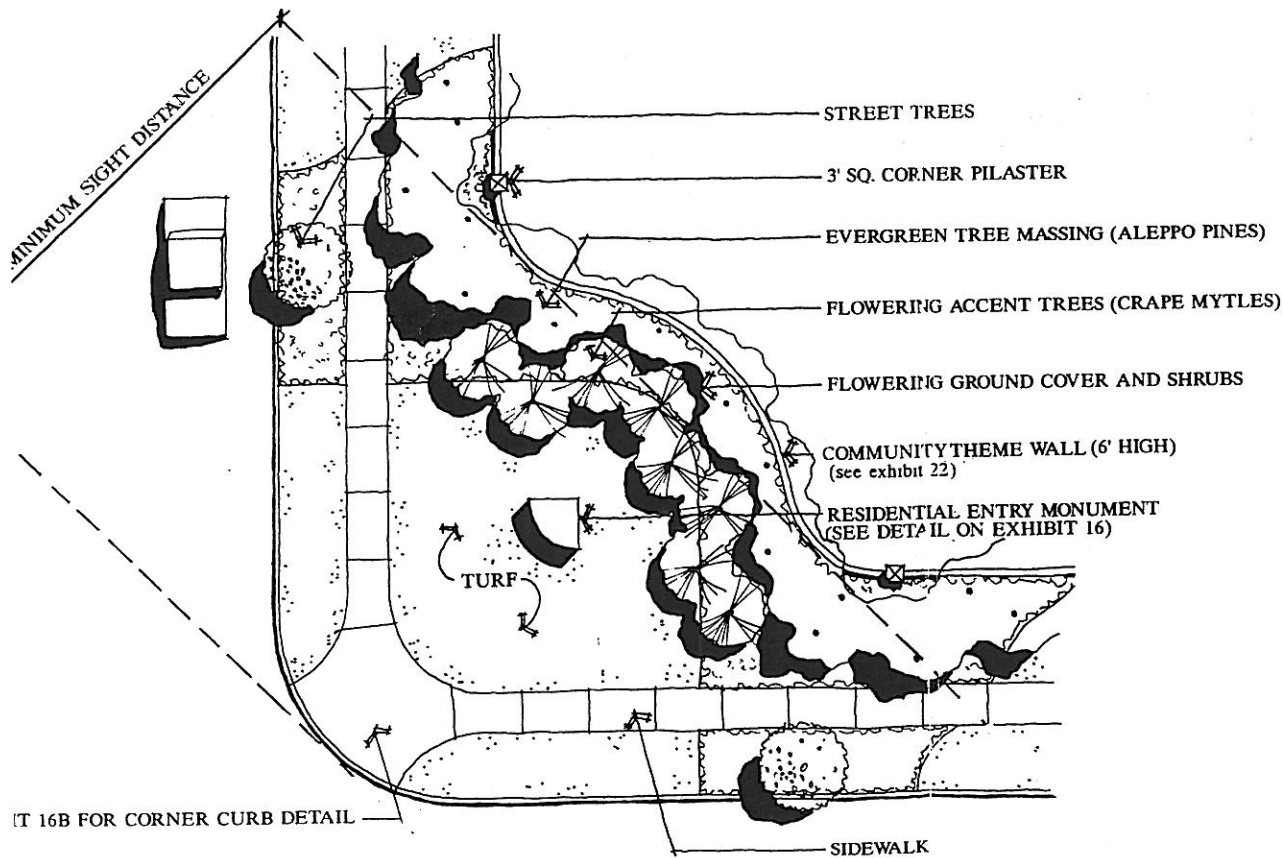 MINIMUM SIGHT DISTANCE
STREET TREES
3' SQ. CORNER PILASTER
EVERGREEN TREE MASSING (ALEPPO PINES)
FLOWERING ACCENT TREES (CRAPE MYTLES)
FLOWERING GROUND COVER AND SHRUBS
COMMUNITY THEME WALL (6' HIGH)
(see exhibit 22)
RESIDENTIAL ENTRY MONUMENT
(SEE DETAIL ON EXHIBIT 16)
TURF
IT 16B FOR CORNER CURB DETAIL
SIDEWALK